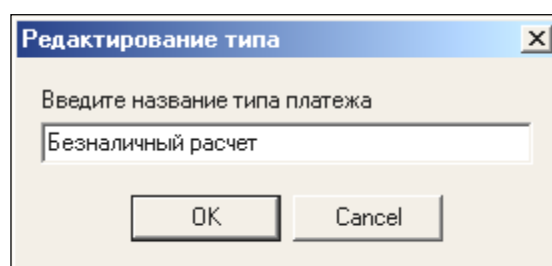 Редактирование типа
Введите название типа платежа
Безналичный расчет
OK Cancel